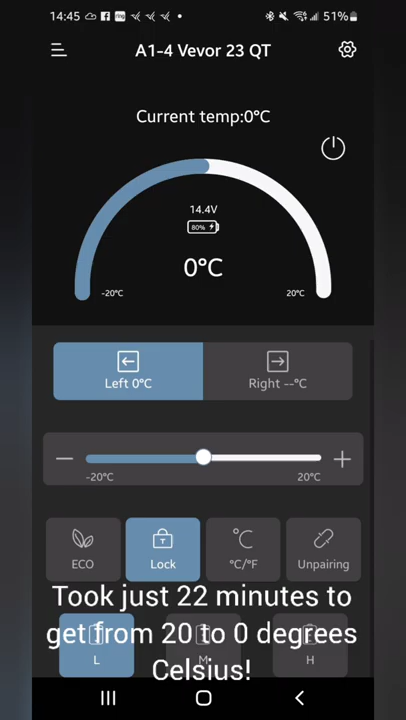 14:45
ring
51%
A1-4 Vevor 23 QT
Current temp:0°C
14.4V
80%
0°C
-20°C
20°C
Left 0°C
Right --°C
-20°C
20°C
ECO
Lock
°C
°C/°F
Unpairing
Took just 22 minutes to
get from 20 to 0 degrees
Celsius!
L
M
H